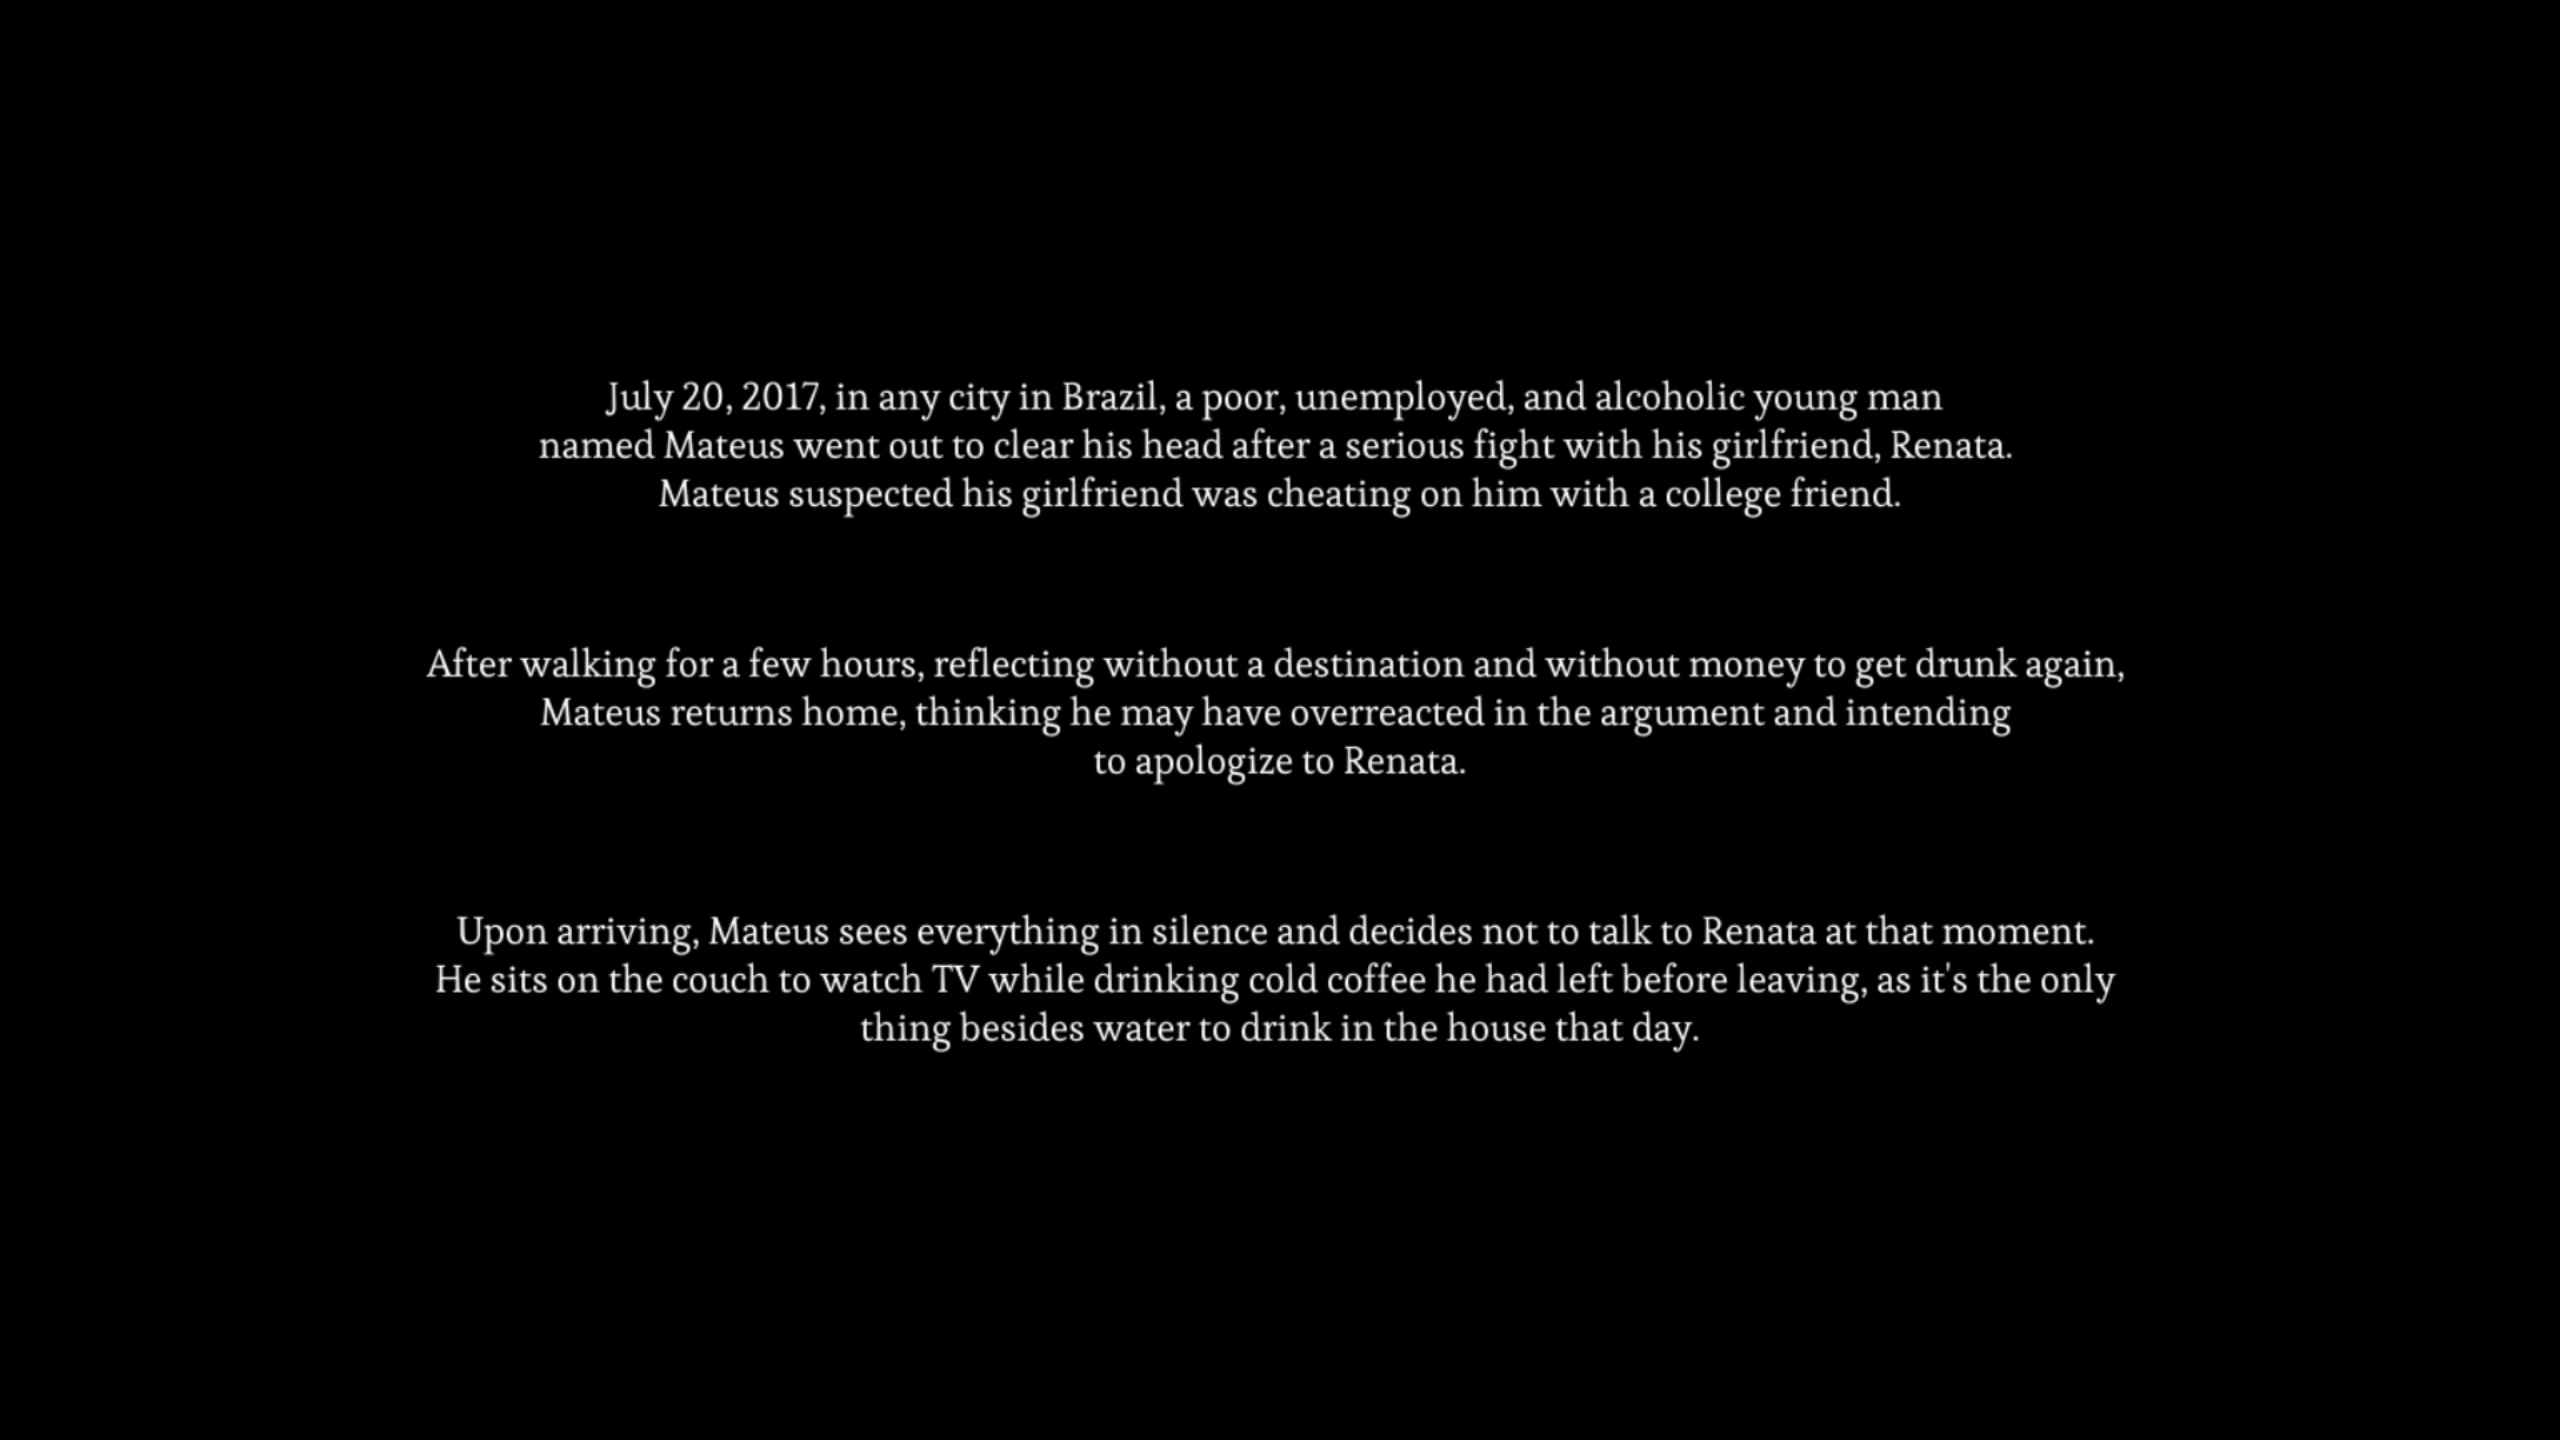 July 20, 2017, in any city in Brazil, a poor, unemployed, and alcoholic young man
named Mateus went out to clear his head after a serious fight with his girlfriend, Renata.
Mateus suspected his girlfriend was cheating on him with a college friend.
After walking for a few hours, reflecting without a destination and without money to get drunk again,
Mateus returns home, thinking he may have overreacted in the argument and intending
to apologize to Renata.
Upon arriving, Mateus sees everything in silence and decides not to talk to Renata at that moment.
He sits on the couch to watch TV while drinking cold coffee he had left before leaving, as it's the only
thing besides water to drink in the house that day.